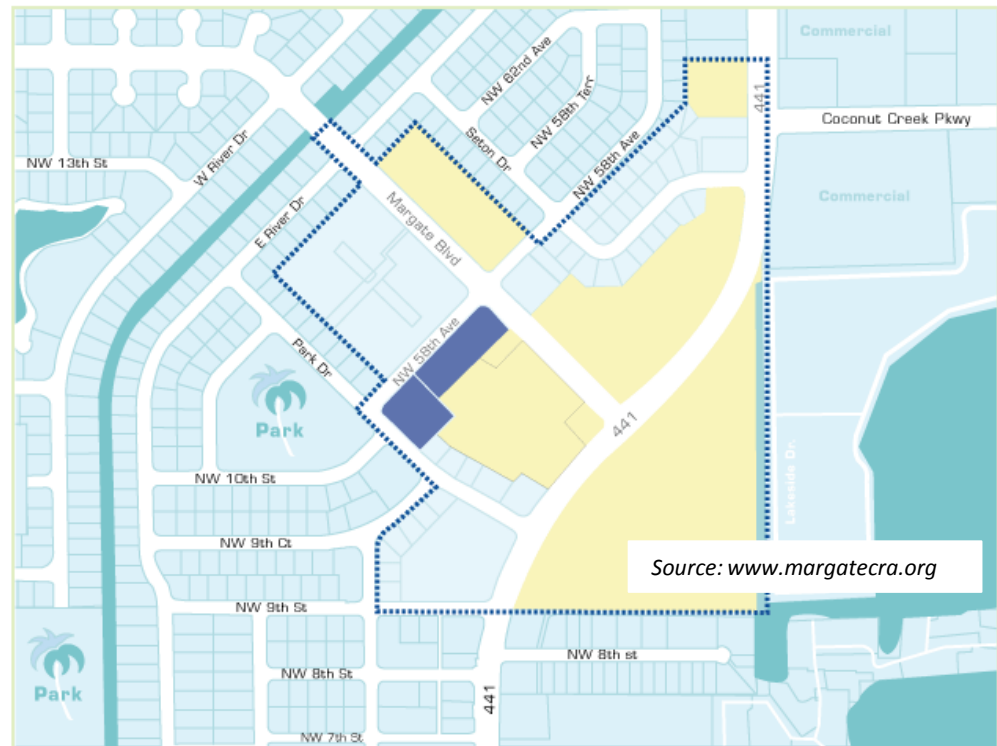 Commercial
NW 62nd Ave
441
NW 58th Terr
Coconut Creek Pkwy
Seton Dr
W River Dr
NW 13th St
NW 58th Ave
Commercial
E River Dr
Margate Blvd
NW 58th Ave
Park Dr
441
Park
NW 10th St
Lakeside Dr.
NW 9th Ct
Source: www.margatecra.org
NW 9th St
NW 8th st
Park
NW 8th St
441
NW 7th St